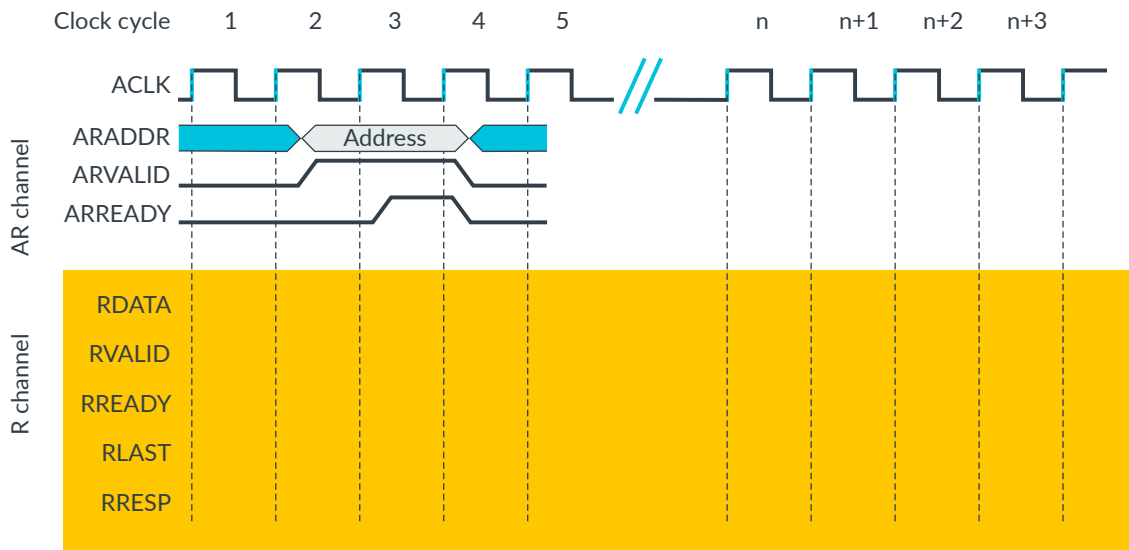 Clock cycle 1 2 3 4 5 n n+1 n+2 n+3
ACLK
AR channel
ARADDR Address
ARVALID
ARREADY
R channel
RDATA
RVALID
RREADY
RLAST
RRESP